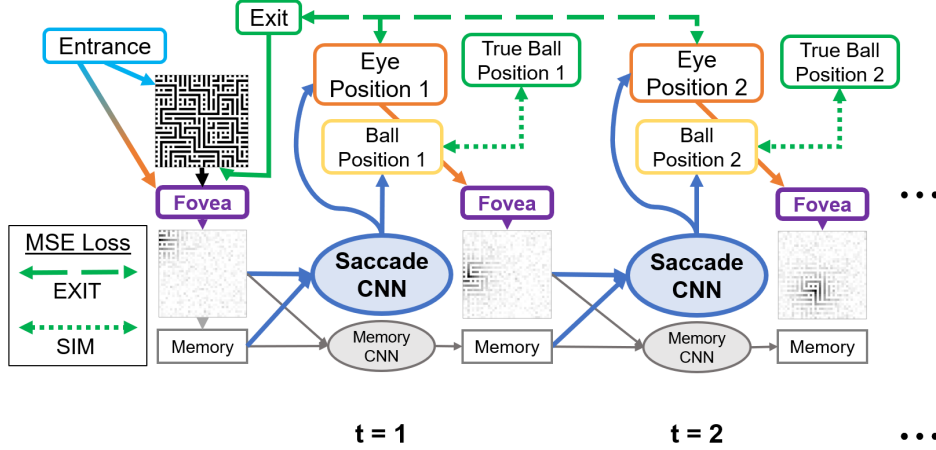 Exit
Entrance
Eye
Position 1
True Ball
Position 1
Eye
Position 2
True Ball
Position 2
Ball
Position 1
Ball
Position 2
Fovea
Fovea
Fovea
MSE Loss
EXIT
SIM
Saccade
CNN
Saccade
CNN
Memory
Memory
CNN
Memory
Memory
CNN
Memory
t = 1
t = 2
• • •
• • •